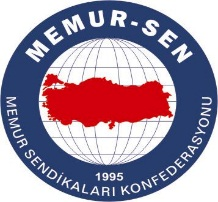 MEMUR-SEN
1995
MEMUR SENDİKALARI KONFEDERASYONU